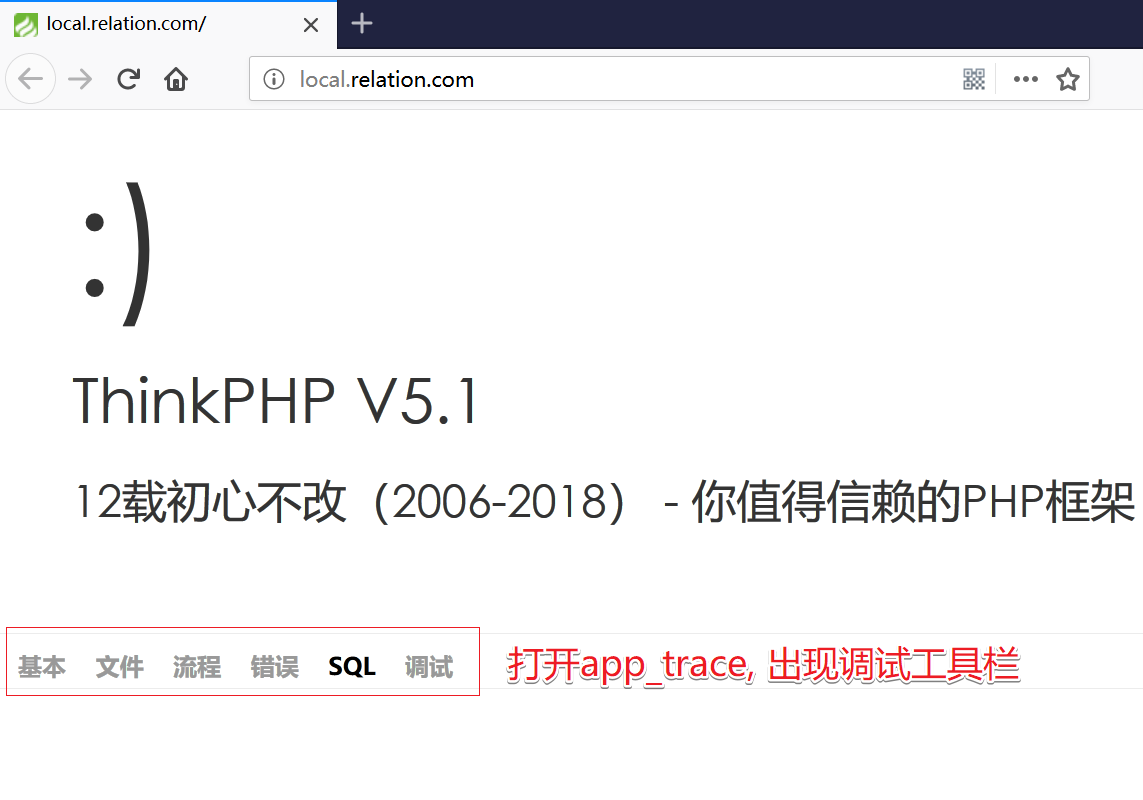 local.relation.com/
local.relation.com
:)
ThinkPHP V5.1
12载初心不改（2006-2018） - 你值得信赖的PHP框架
基本 文件 流程 错误 SQL 调试 打开app_trace, 出现调试工具栏